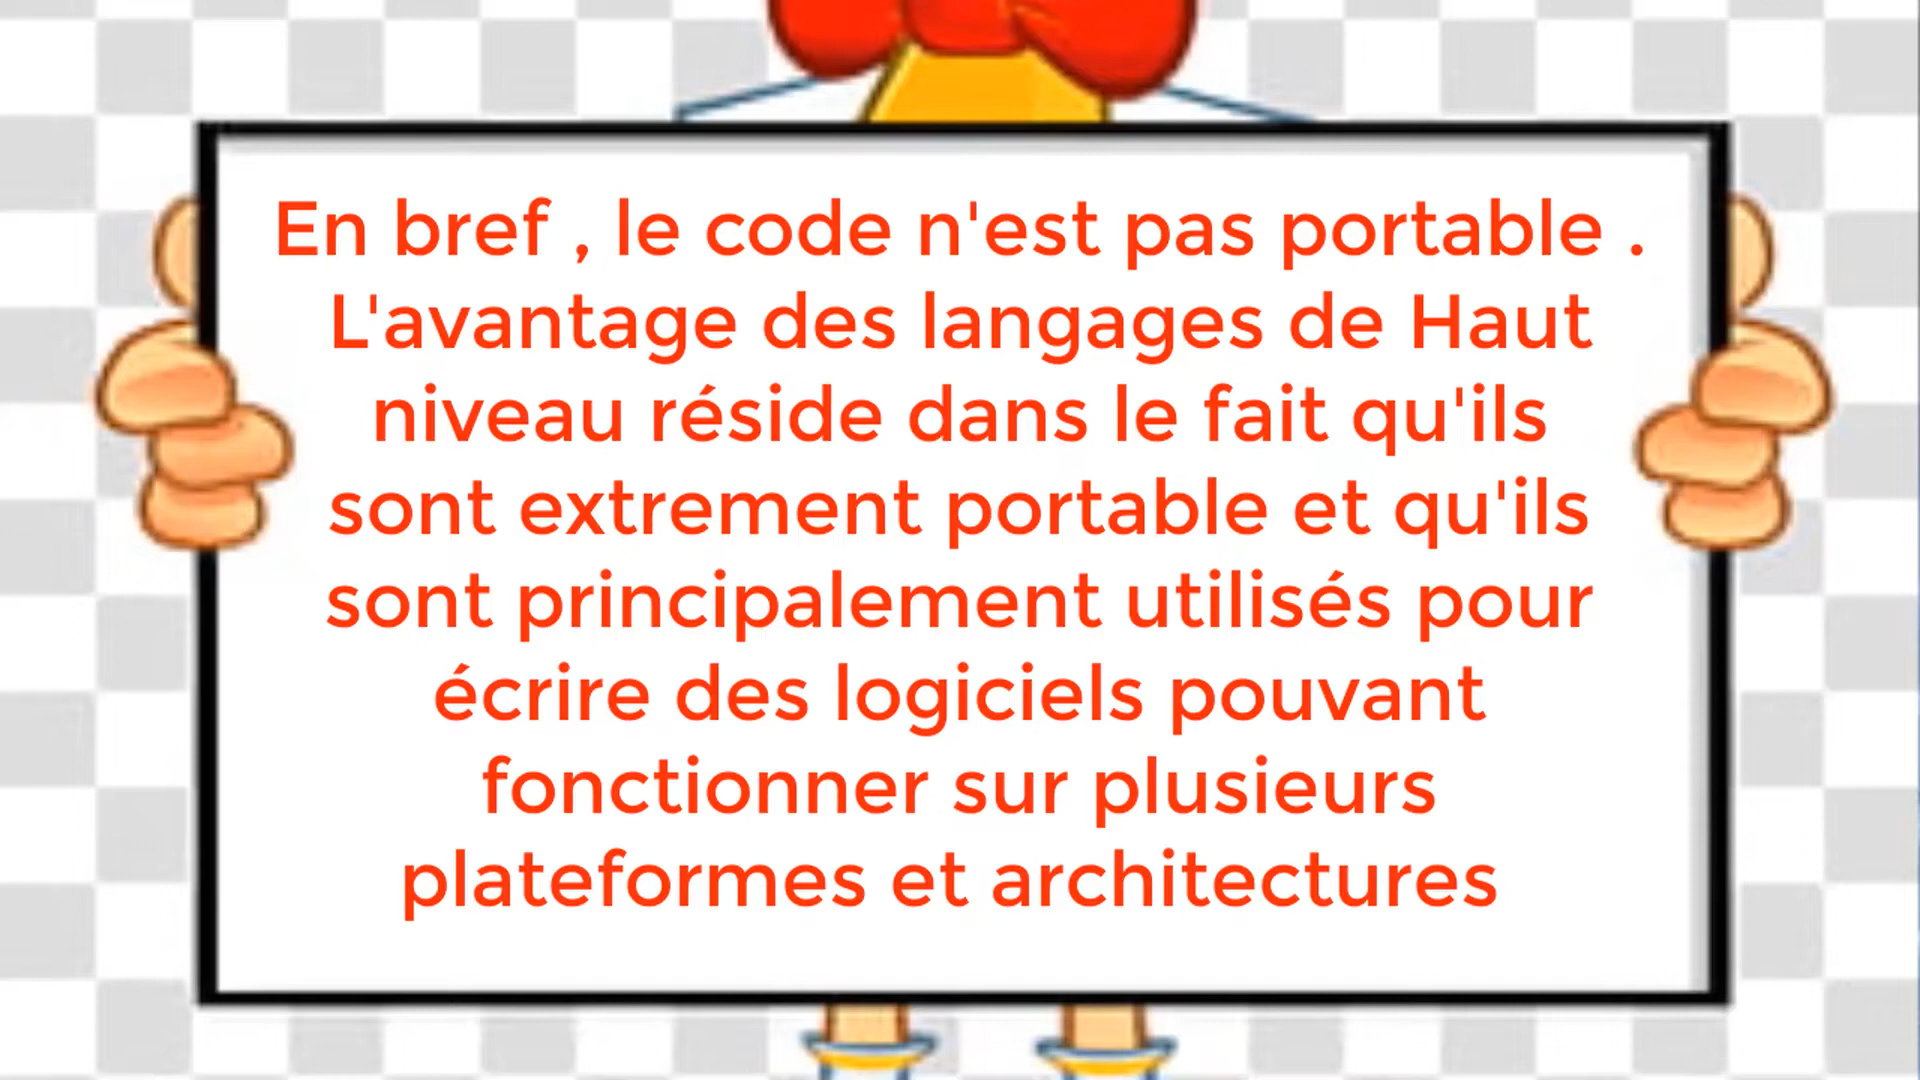 En bref , le code n'est pas portable .
L'avantage des langages de Haut
niveau réside dans le fait qu'ils
sont extrement portable et qu'ils
sont principalement utilisés pour
écrire des logiciels pouvant
fonctionner sur plusieurs
plateformes et architectures